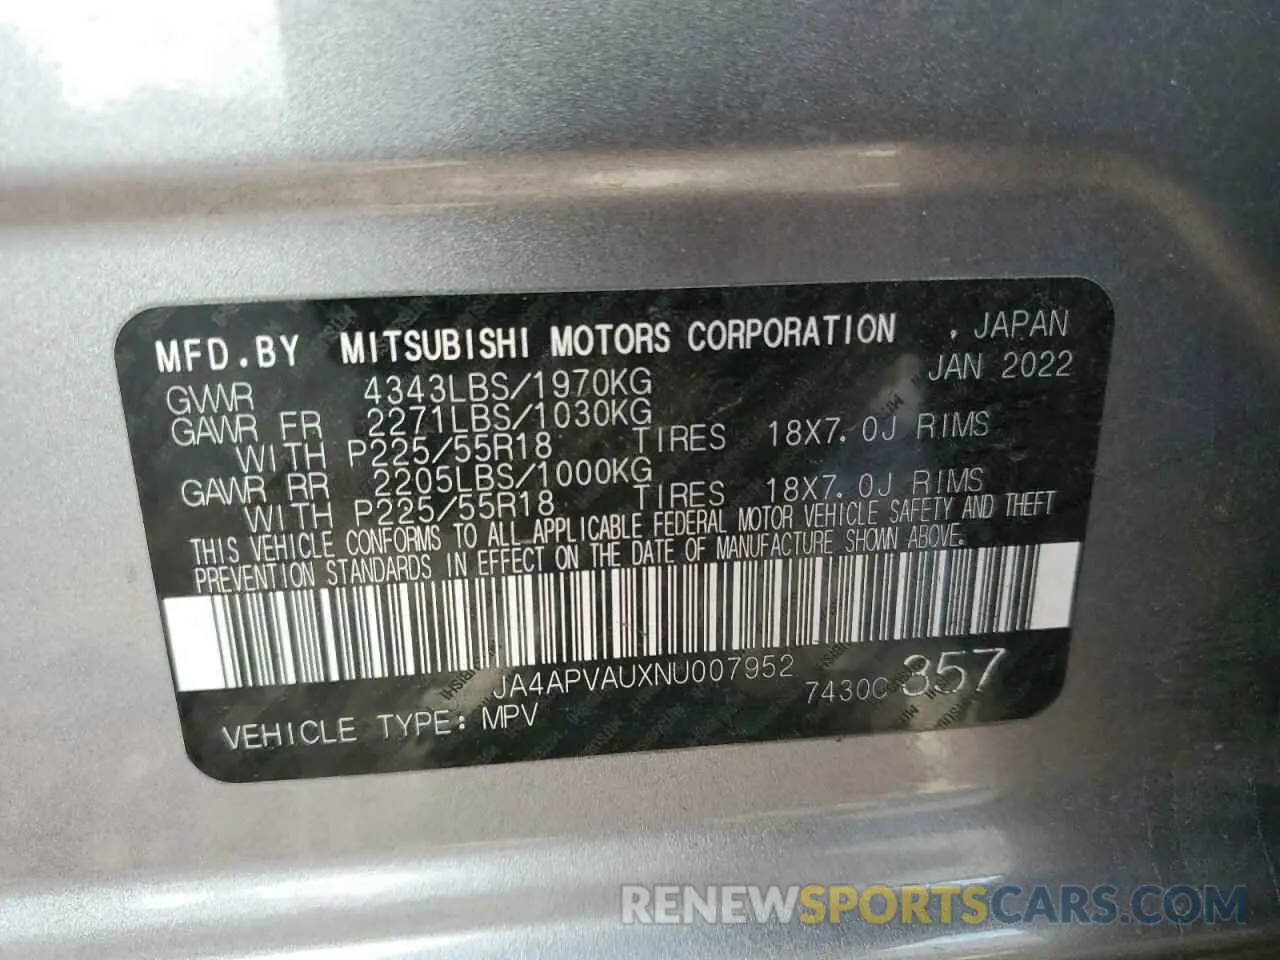 MFD.BY MITSUBISHI MOTORS CORPORATION , JAPAN
JAN 2022
GVWR 4343LBS/1970KG
GAWR FR 2271LBS/1030KG
WITH P225/55R18 TIRES 18X7.0J RIMS
GAWR RR 2205LBS/1000KG
WITH P225/55R18 TIRES 18X7.0J RIMS
THIS VEHICLE CONFORMS TO ALL APPLICABLE FEDERAL MOTOR VEHICLE SAFETY AND THEFT
PREVENTION STANDARDS IN EFFECT ON THE DATE OF MANUFACTURE SHOWN ABOVE.
JA4APVAUXNU007952
7430C 357
VEHICLE TYPE: MPV
RENEWSPORTSCARS.COM